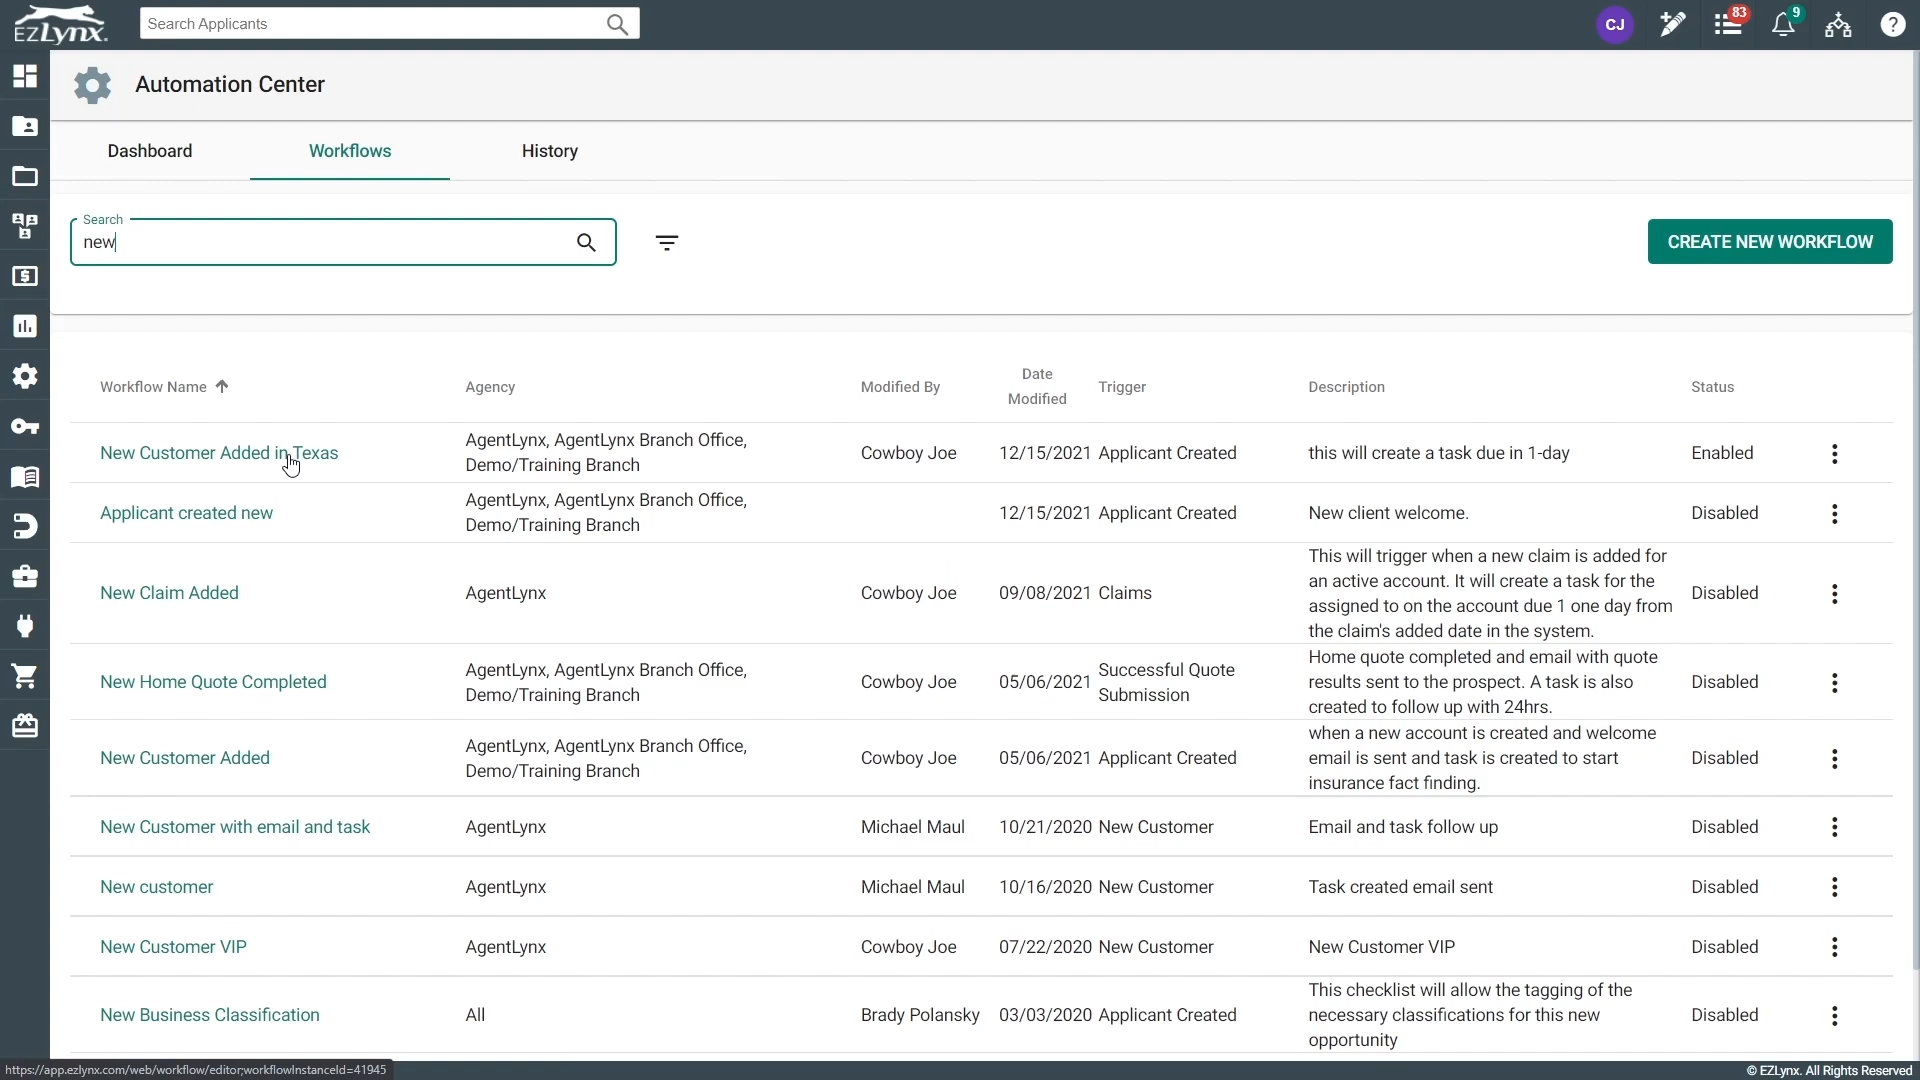 EZLYNX.
Search Applicants
CJ
83
9
?
Automation Center
Dashboard
Workflows
History
Search
new
CREATE NEW WORKFLOW
Workflow Name
Agency
Modified By
Date
Modified
Trigger
Description
Status
New Customer Added in Texas
AgentLynx, AgentLynx Branch Office,
Demo/Training Branch
Cowboy Joe
12/15/2021
Applicant Created
this will create a task due in 1-day
Enabled
Applicant created new
AgentLynx, AgentLynx Branch Office,
Demo/Training Branch
12/15/2021
Applicant Created
New client welcome.
Disabled
New Claim Added
AgentLynx
Cowboy Joe
09/08/2021
Claims
This will trigger when a new claim is added for
an active account. It will create a task for the
assigned to on the account due 1 one day from
the claim's added date in the system.
Disabled
New Home Quote Completed
AgentLynx, AgentLynx Branch Office,
Demo/Training Branch
Cowboy Joe
05/06/2021
Successful Quote
Submission
Home quote completed and email with quote
results sent to the prospect. A task is also
created to follow up with 24hrs.
Disabled
New Customer Added
AgentLynx, AgentLynx Branch Office,
Demo/Training Branch
Cowboy Joe
05/06/2021
Applicant Created
when a new account is created and welcome
email is sent and task is created to start
insurance fact finding.
Disabled
New Customer with email and task
AgentLynx
Michael Maul
10/21/2020
New Customer
Email and task follow up
Disabled
New customer
AgentLynx
Michael Maul
10/16/2020
New Customer
Task created email sent
Disabled
New Customer VIP
AgentLynx
Cowboy Joe
07/22/2020
New Customer
New Customer VIP
Disabled
New Business Classification
All
Brady Polansky
03/03/2020
Applicant Created
This checklist will allow the tagging of the
necessary classifications for this new
opportunity
Disabled
https://app.ezlynx.com/web/workflow/editor;workflowInstanceId=41945
© EZLynx. All Rights Reserved